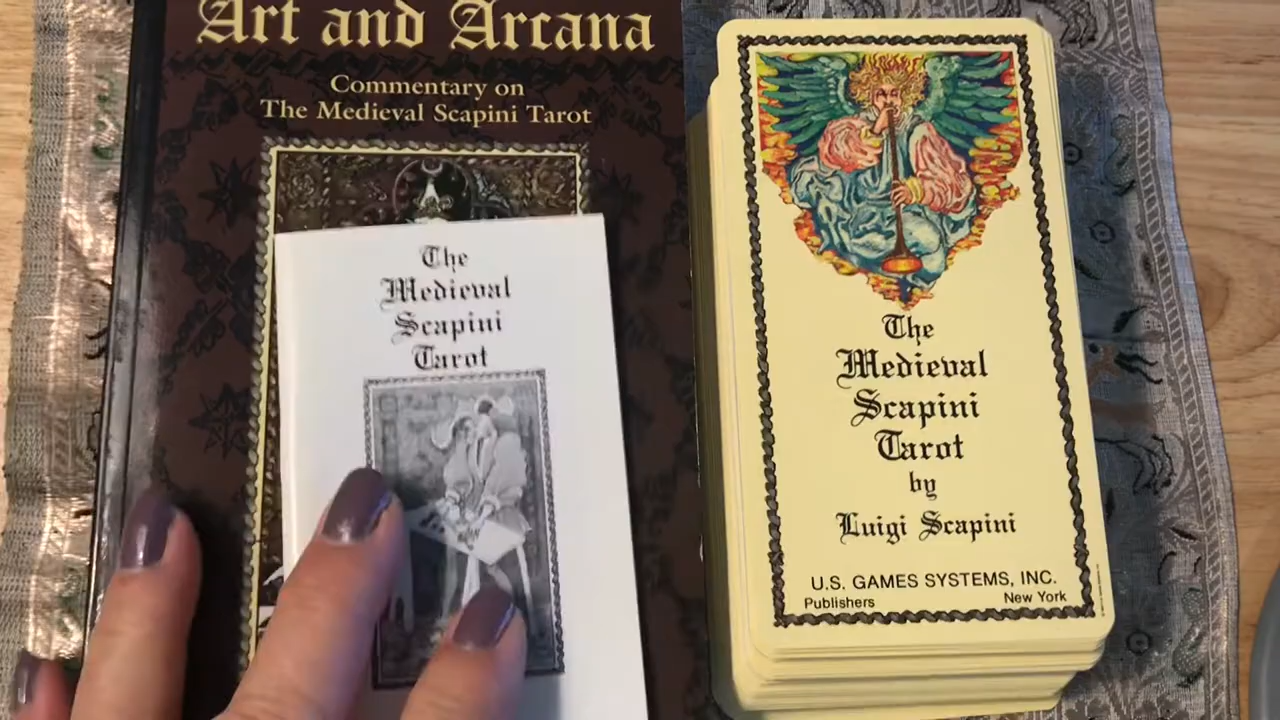 Art and Arcana
Commentary on
The Medieval Scapini Tarot
The
Medieval
Scapini
Tarot
The
Medieval
Scapini
Tarot
by
Luigi Scapini
U.S. GAMES SYSTEMS, INC.
Publishers New York